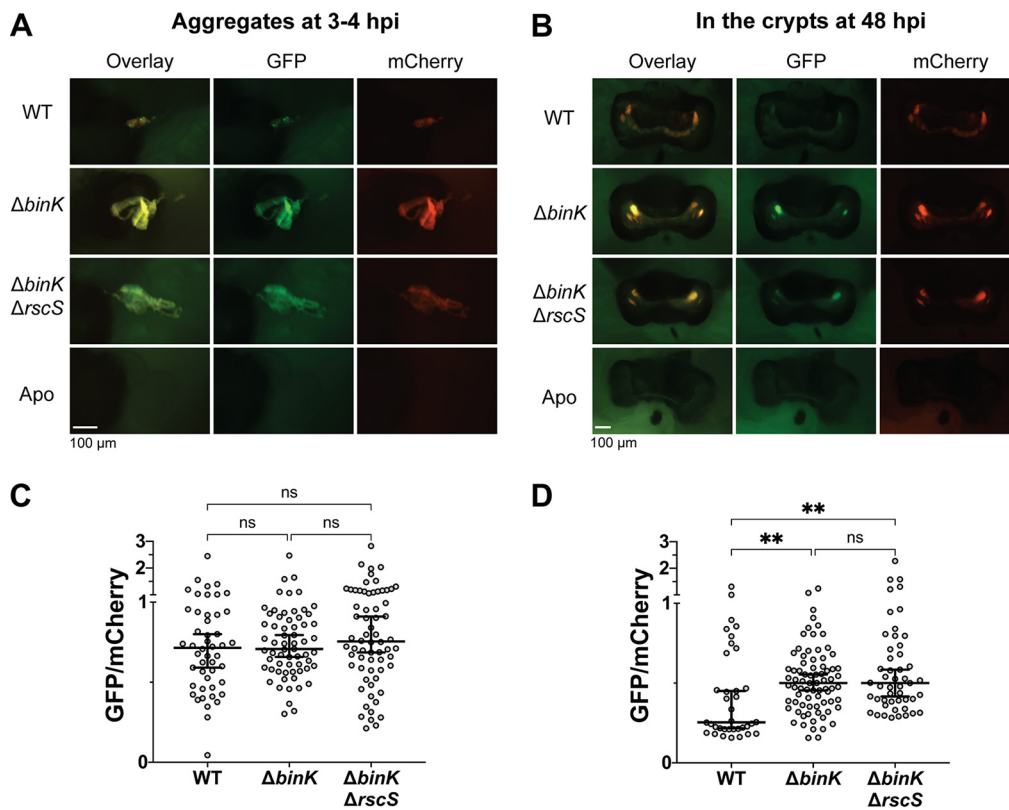 A
Aggregates at 3-4 hpi
Overlay
GFP
mCherry
WT
ΔbinK
ΔbinK
ΔrscS
Apo
100 μm
B
In the crypts at 48 hpi
Overlay
GFP
mCherry
WT
ΔbinK
ΔbinK
ΔrscS
Apo
100 μm
C
ns
ns
ns
GFP/mCherry
3
2
1
0
WT
ΔbinK
ΔbinK
ΔrscS
D
**
**
ns
GFP/mCherry
3
2
1
0
WT
ΔbinK
ΔbinK
ΔrscS